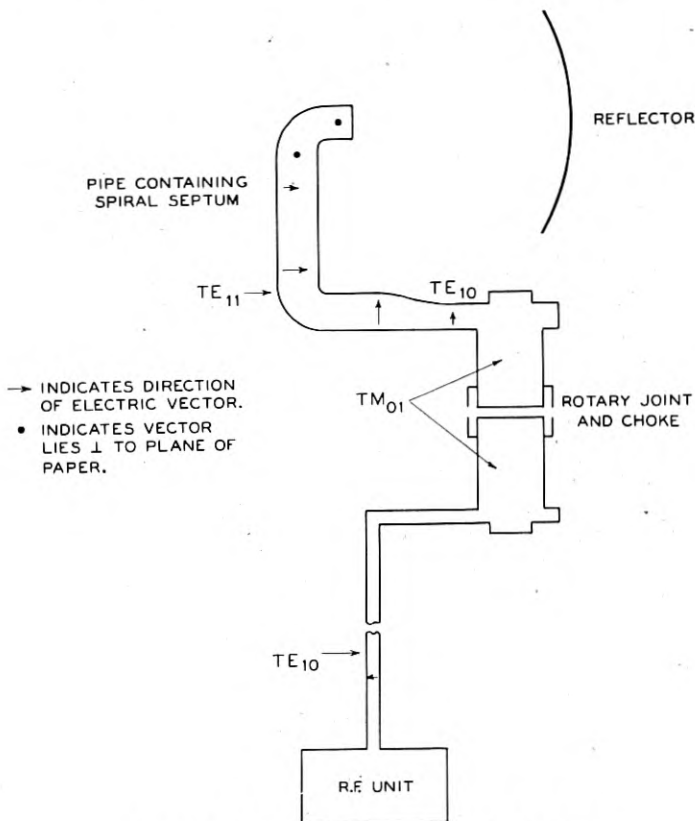 REFLECTOR
PIPE CONTAINING
SPIRAL SEPTUM
TE11
TE10
→ INDICATES DIRECTION
OF ELECTRIC VECTOR.
• INDICATES VECTOR
LIES ⊥ TO PLANE OF
PAPER.
TM01
ROTARY JOINT
AND CHOKE
TE10
R.F. UNIT